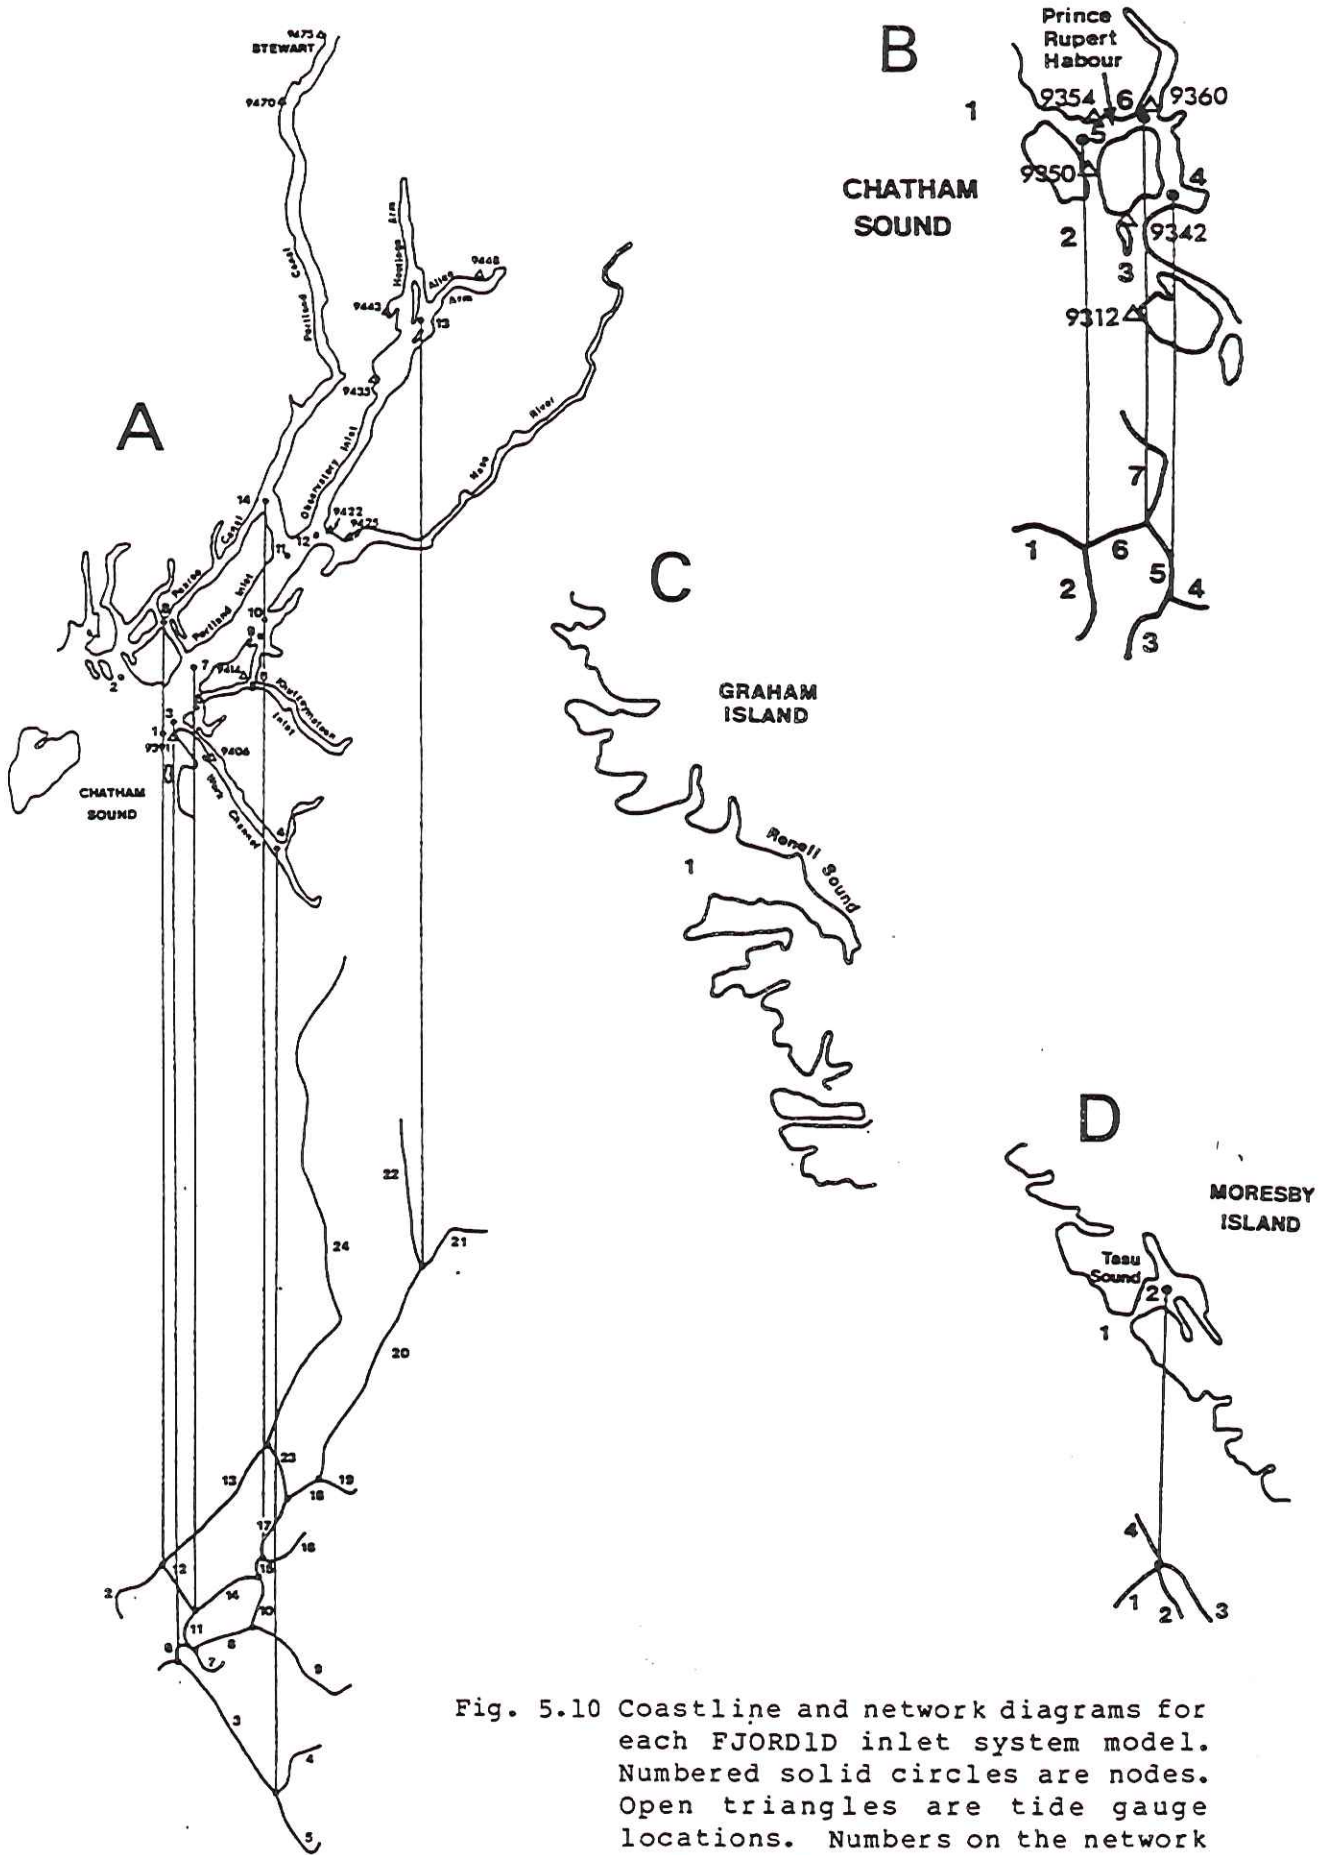 A
9475
STEWART
9470
Portland Canal
Hastings Arm
Alice Arm
9448
9443
13
9435
Observatory Inlet
Nass River
14
9422
9425
12
11
Pearse Canal
Portland Inlet
8
10
9
7
9414
Khutzeymateen Inlet
2
3
1
9391
9406
Work Channel
4
CHATHAM
SOUND
22
21
24
20
23
13
19
18
17
16
15
12
2
14
10
11
8
6
7
9
3
4
5
B
Prince
Rupert
Habour
9354
6
9360
1
5
9350
4
CHATHAM
SOUND
2
9342
3
9312
7
1
6
2
5
4
3
C
GRAHAM
ISLAND
1
Renell Sound
D
MORESBY
ISLAND
Tasu
Sound
2
1
4
1
2
3
Fig. 5.10 Coastline and network diagrams for
each FJORD1D inlet system model.
Numbered solid circles are nodes.
Open triangles are tide gauge
locations. Numbers on the network